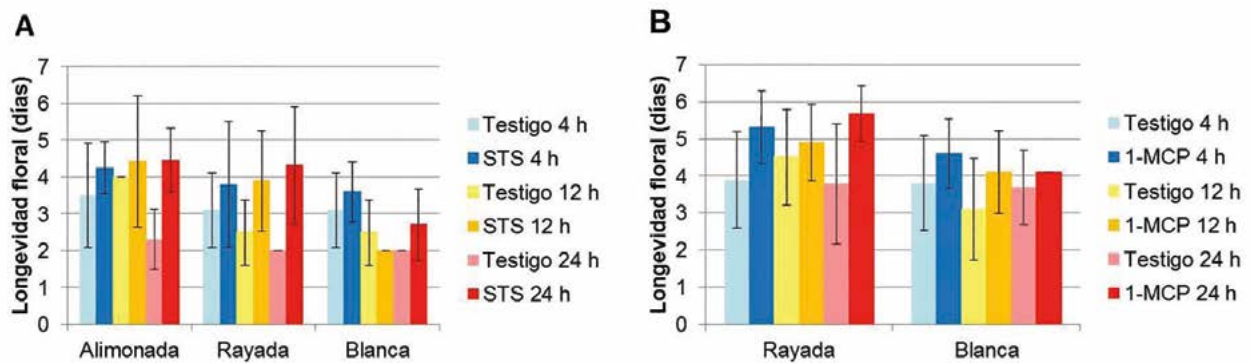 A
Longevidad floral (días)
7
6
5
4
3
2
1
0
Alimonada Rayada Blanca
Testigo 4 h
STS 4 h
Testigo 12 h
STS 12 h
Testigo 24 h
STS 24 h
B
Longevidad floral (días)
7
6
5
4
3
2
1
0
Rayada Blanca
Testigo 4 h
1-MCP 4 h
Testigo 12 h
1-MCP 12 h
Testigo 24 h
1-MCP 24 h